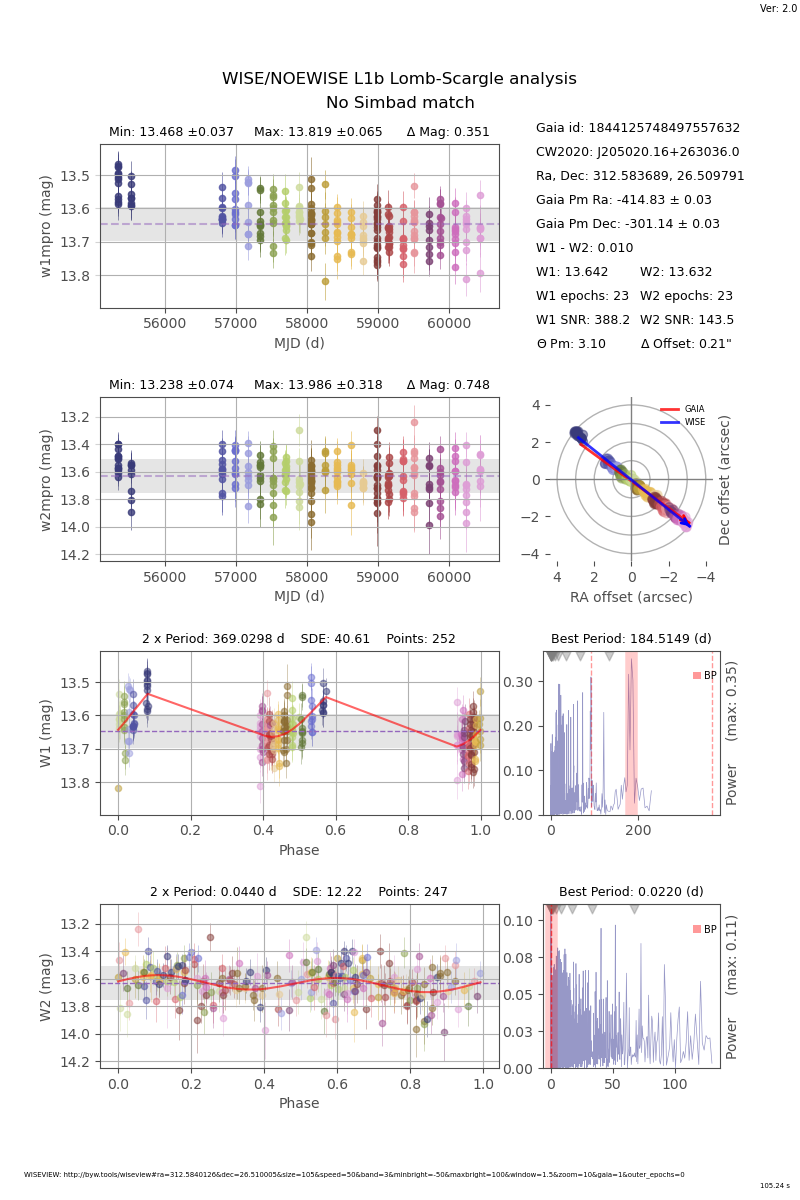 Ver: 2.0
WISE/NOEWISE L1b Lomb-Scargle analysis
No Simbad match
Min: 13.468 ±0.037 Max: 13.819 ±0.065 Δ Mag: 0.351
13.5
13.6
13.7
13.8
w1mpro (mag)
56000 57000 58000 59000 60000
MJD (d)
Gaia id: 1844125748497557632
CW2020: J205020.16+263036.0
Ra, Dec: 312.583689, 26.509791
Gaia Pm Ra: -414.83 ± 0.03
Gaia Pm Dec: -301.14 ± 0.03
W1 - W2: 0.010
W1: 13.642 W2: 13.632
W1 epochs: 23 W2 epochs: 23
W1 SNR: 388.2 W2 SNR: 143.5
Θ Pm: 3.10 Δ Offset: 0.21"
Min: 13.238 ±0.074 Max: 13.986 ±0.318 Δ Mag: 0.748
13.2
13.4
13.6
13.8
14.0
14.2
w2mpro (mag)
56000 57000 58000 59000 60000
MJD (d)
GAIA
WISE
4
2
0
−2
−4
4 2 0 −2 −4
RA offset (arcsec)
Dec offset (arcsec)
2 x Period: 369.0298 d SDE: 40.61 Points: 252
13.5
13.6
13.7
13.8
W1 (mag)
0.0 0.2 0.4 0.6 0.8 1.0
Phase
Best Period: 184.5149 (d)
BP
0.30
0.20
0.10
0.00
0 200
Power (max: 0.35)
2 x Period: 0.0440 d SDE: 12.22 Points: 247
13.2
13.4
13.6
13.8
14.0
14.2
W2 (mag)
0.0 0.2 0.4 0.6 0.8 1.0
Phase
Best Period: 0.0220 (d)
BP
0.10
0.08
0.05
0.03
0.00
0 50 100
Power (max: 0.11)
WISEVIEW: http://byw.tools/wiseview#ra=312.5840126&dec=26.510005&size=105&speed=50&band=3&minbright=-50&maxbright=100&window=1.5&zoom=10&gaia=1&outer_epochs=0
105.24 s